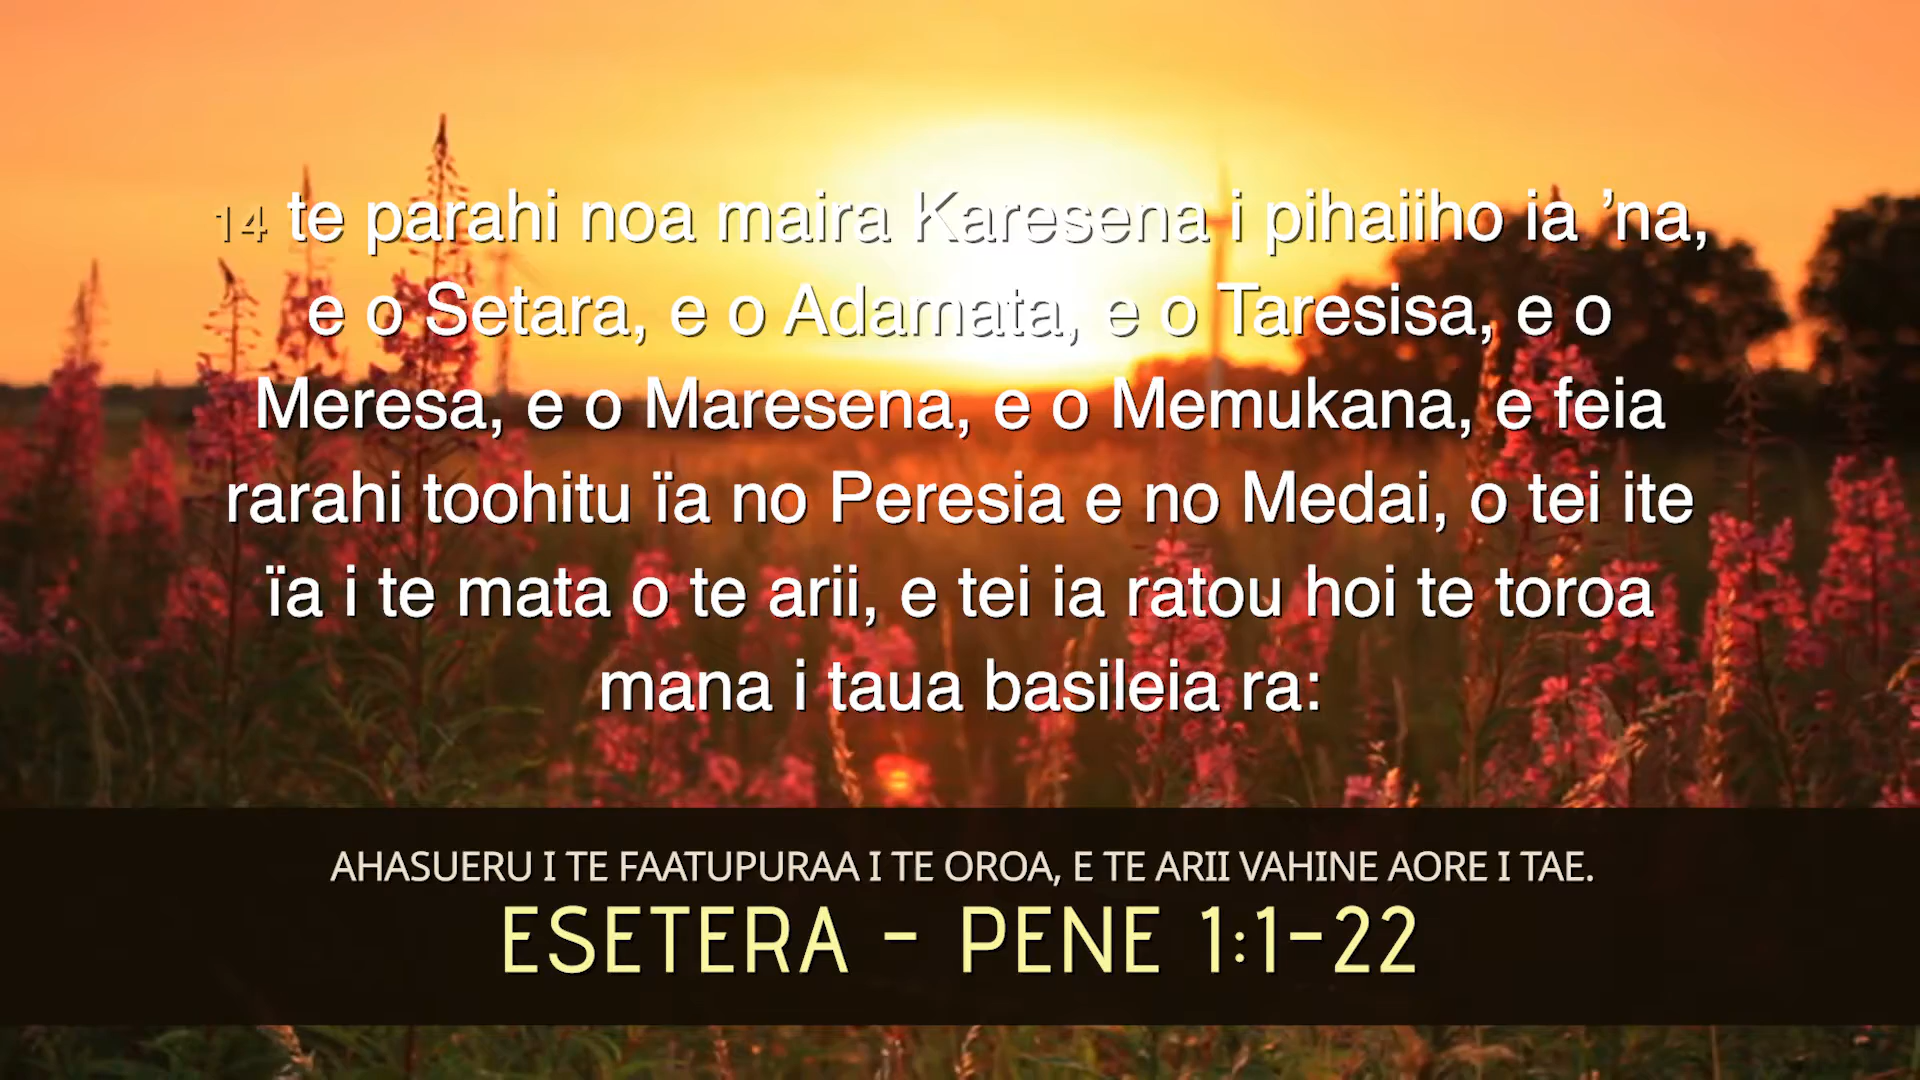 14 te parahi noa maira Karesena i pihaiiho ia ’na,
e o Setara, e o Adamata, e o Taresisa, e o
Meresa, e o Maresena, e o Memukana, e feia
rarahi toohitu ïa no Peresia e no Medai, o tei ite
ïa i te mata o te arii, e tei ia ratou hoi te toroa
mana i taua basileia ra:
AHASUERU I TE FAATUPURAA I TE OROA, E TE ARII VAHINE AORE I TAE.
ESETERA – PENE 1:1–22